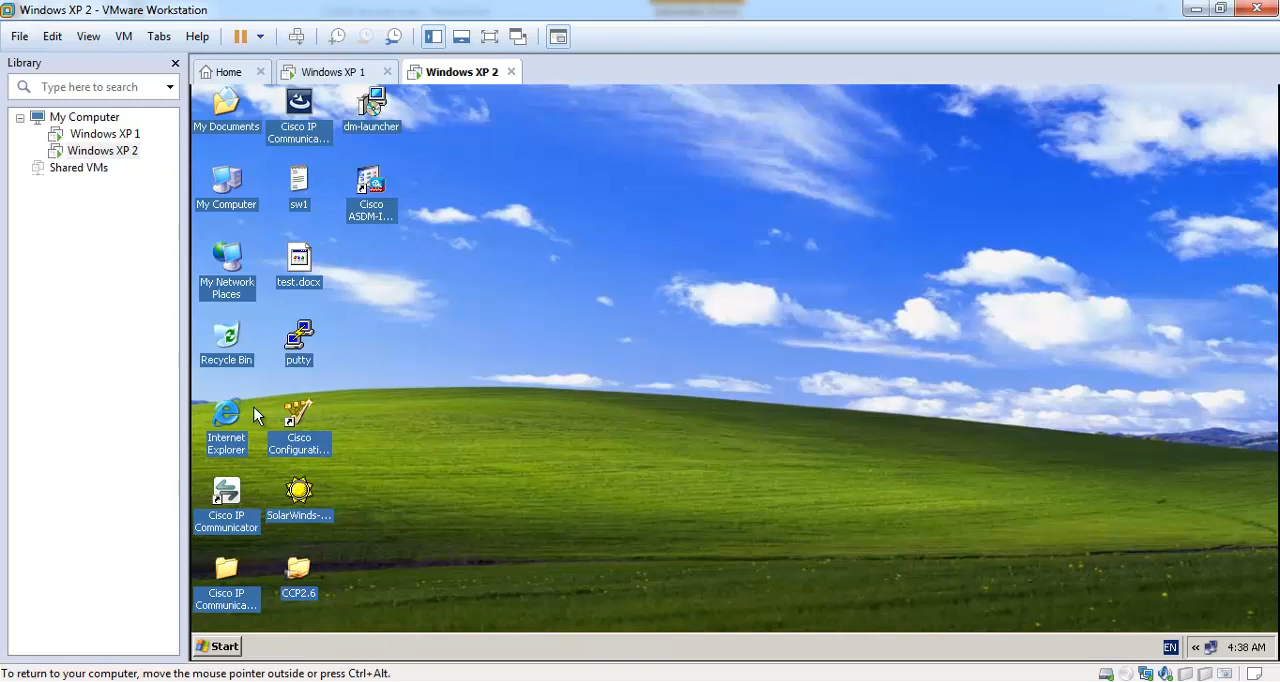 Windows XP 2 - VMware Workstation
File Edit View VM Tabs Help
Library
Type here to search
My Computer
Windows XP 1
Windows XP 2
Shared VMs
Home
Windows XP 1
Windows XP 2
My Documents
Cisco IP
Communica...
dm-launcher
My Computer
sw1
Cisco
ASDM-I...
My Network
Places
test.docx
Recycle Bin
putty
Internet
Explorer
Cisco
Configurati...
Cisco IP
Communicator
SolarWinds-...
Cisco IP
Communica...
CCP2.6
Start
EN
4:38 AM
To return to your computer, move the mouse pointer outside or press Ctrl+Alt.